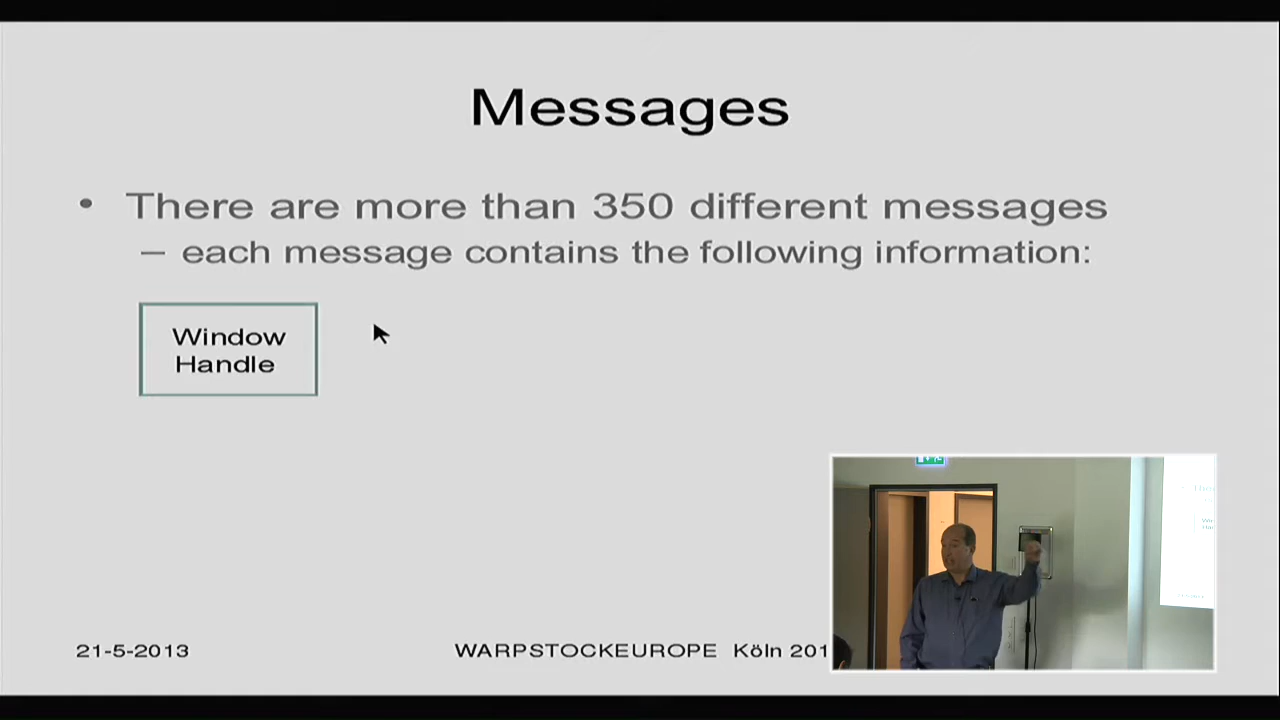 Messages
• There are more than 350 different messages
– each message contains the following information:
Window
Handle
21-5-2013
WARPSTOCKEUROPE Köln 201